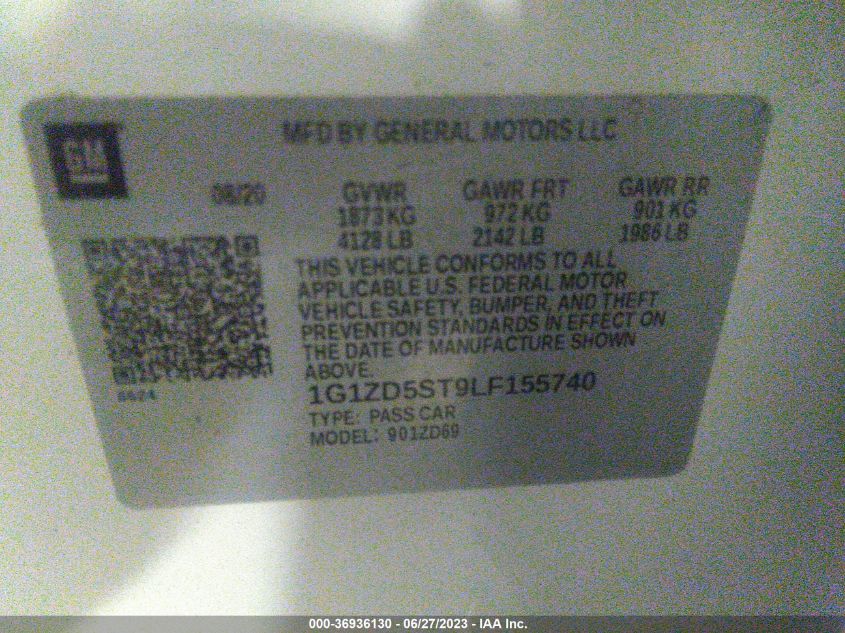 GM
MFD BY GENERAL MOTORS LLC
06/20 GVWR GAWR FRT GAWR RR
1873 KG 972 KG 901 KG
4128 LB 2142 LB 1986 LB
THIS VEHICLE CONFORMS TO ALL
APPLICABLE U.S. FEDERAL MOTOR
VEHICLE SAFETY, BUMPER, AND THEFT
PREVENTION STANDARDS IN EFFECT ON
THE DATE OF MANUFACTURE SHOWN
ABOVE.
1G1ZD5ST9LF155740
TYPE: PASS CAR
MODEL: 901ZD69
000-36936130 - 06/27/2023 - IAA Inc.